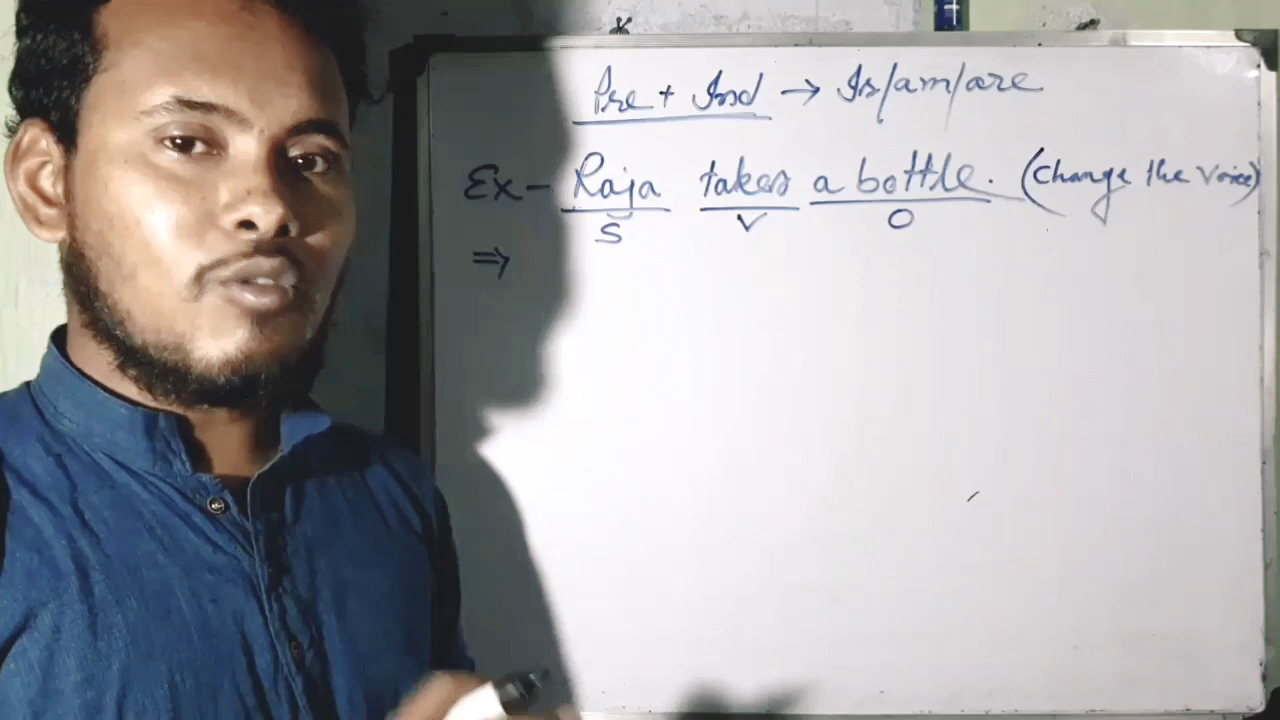 Pre + Ind → Is/am/are
Ex- Raja takes a bottle. (Change the Voice)
S V O
⇒